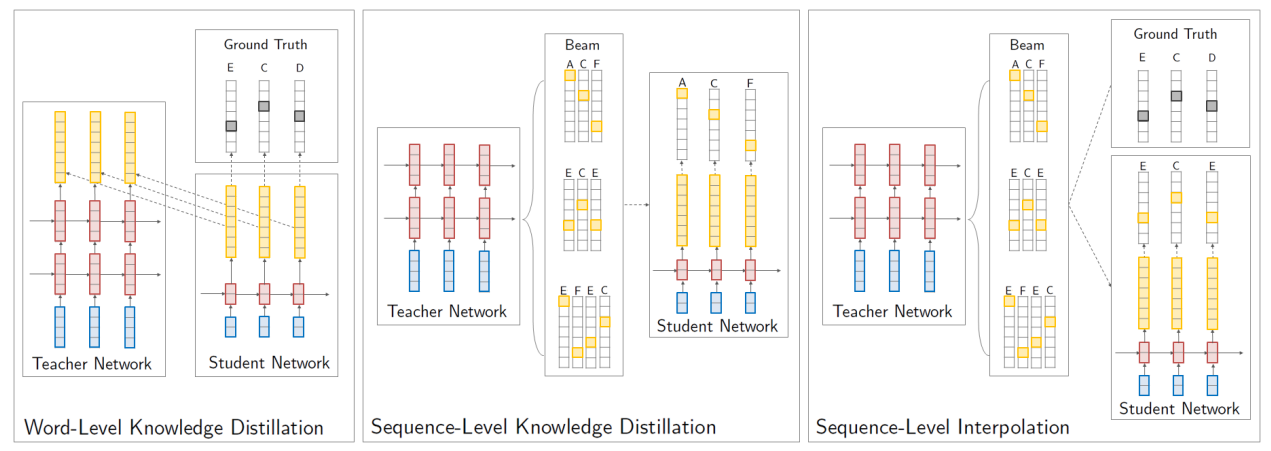 Ground Truth
E C D
Teacher Network
Student Network
Word-Level Knowledge Distillation
Beam
A C F
E C E
E F E C
Teacher Network
A C F
Student Network
Sequence-Level Knowledge Distillation
Beam
A C F
E C E
E F E C
Teacher Network
Ground Truth
E C D
E C E
Student Network
Sequence-Level Interpolation